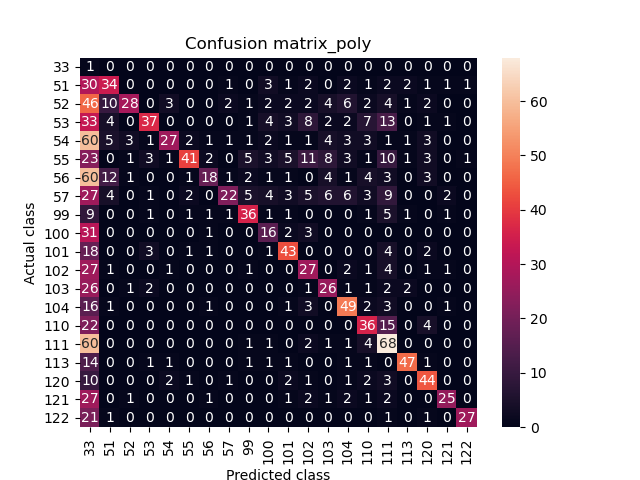 Confusion matrix_poly
33 1 0 0 0 0 0 0 0 0 0 0 0 0 0 0 0 0 0 0 0
51 30 34 0 0 0 0 0 1 0 3 1 2 0 2 1 2 2 1 1 1
52 46 10 28 0 3 0 0 2 1 2 2 2 4 6 2 4 1 2 0 0
53 33 4 0 37 0 0 0 0 1 4 3 8 2 2 7 13 0 1 1 0
54 60 5 3 1 27 2 1 1 1 2 1 1 4 3 3 1 1 3 0 0
55 23 0 1 3 1 41 2 0 5 3 5 11 8 3 1 10 1 3 0 1
56 60 12 1 0 0 1 18 1 2 1 1 0 4 1 4 3 0 3 0 0
57 27 4 0 1 0 2 0 22 5 4 3 5 6 6 3 9 0 0 2 0
99 9 0 0 1 0 1 1 1 36 1 1 0 0 0 1 5 1 0 1 0
100 31 0 0 0 0 0 1 0 0 16 2 3 0 0 0 0 0 0 0 0
101 18 0 0 3 0 1 1 0 0 1 43 0 0 0 0 4 0 2 0 0
102 27 1 0 0 1 0 0 0 1 0 0 27 0 2 1 4 0 1 1 0
103 26 0 1 2 0 0 0 0 0 0 0 1 26 1 1 2 2 0 0 0
104 16 1 0 0 0 0 0 0 0 0 1 3 0 49 2 3 0 0 1 0
110 22 0 0 0 0 0 0 0 0 0 0 0 0 0 36 15 0 4 0 0
111 60 0 0 0 0 0 0 0 1 1 0 2 1 1 4 68 0 0 0 0
113 14 0 0 1 1 0 0 0 1 1 1 0 0 1 1 0 47 1 0 0
120 10 0 0 0 2 1 0 1 0 0 2 1 0 1 2 3 0 44 0 0
121 27 0 1 0 0 0 1 0 0 0 1 2 1 2 1 2 0 0 25 0
122 21 1 0 0 0 0 0 0 0 0 0 0 0 0 0 1 0 1 0 27
33 51 52 53 54 55 56 57 99 100 101 102 103 104 110 111 113 120 121 122
Predicted class
Actual class
60
50
40
30
20
10
0